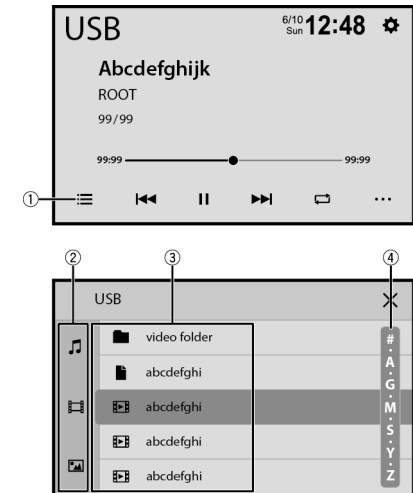 USB
6/10
Sun
12:48
Abcdefghijk
ROOT
99/99
99:99
99:99
①
②
③
④
USB
video folder
abcdefghi
abcdefghi
abcdefghi
abcdefghi
#
A
G
M
S
Y
Z